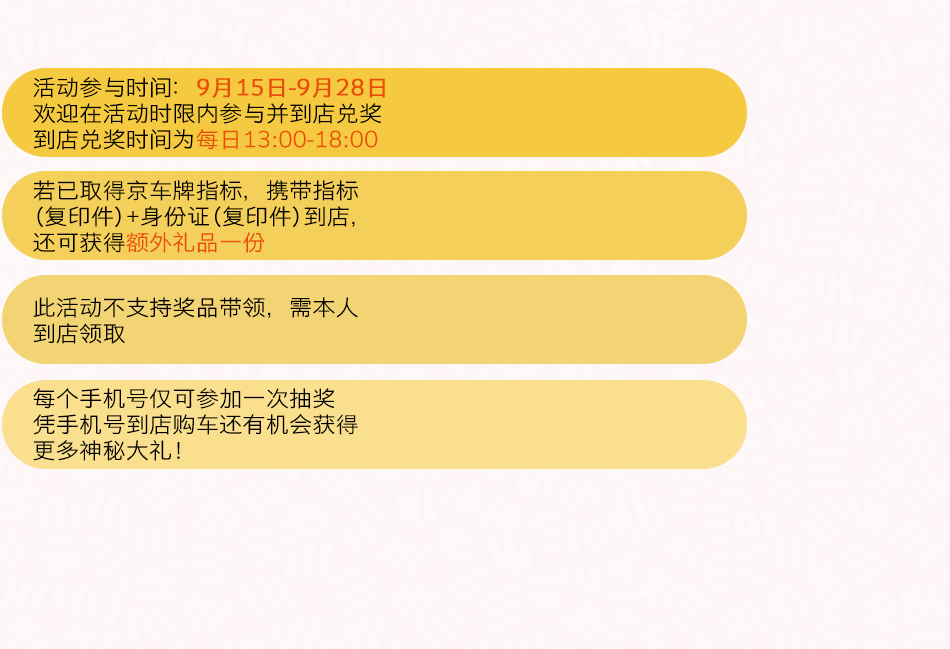 活动参与时间：9月15日-9月28日
欢迎在活动时限内参与并到店兑奖
到店兑奖时间为每日13:00-18:00
若已取得京车牌指标，携带指标
(复印件)+身份证(复印件)到店，
还可获得额外礼品一份
此活动不支持奖品带领，需本人
到店领取
每个手机号仅可参加一次抽奖
凭手机号到店购车还有机会获得
更多神秘大礼！